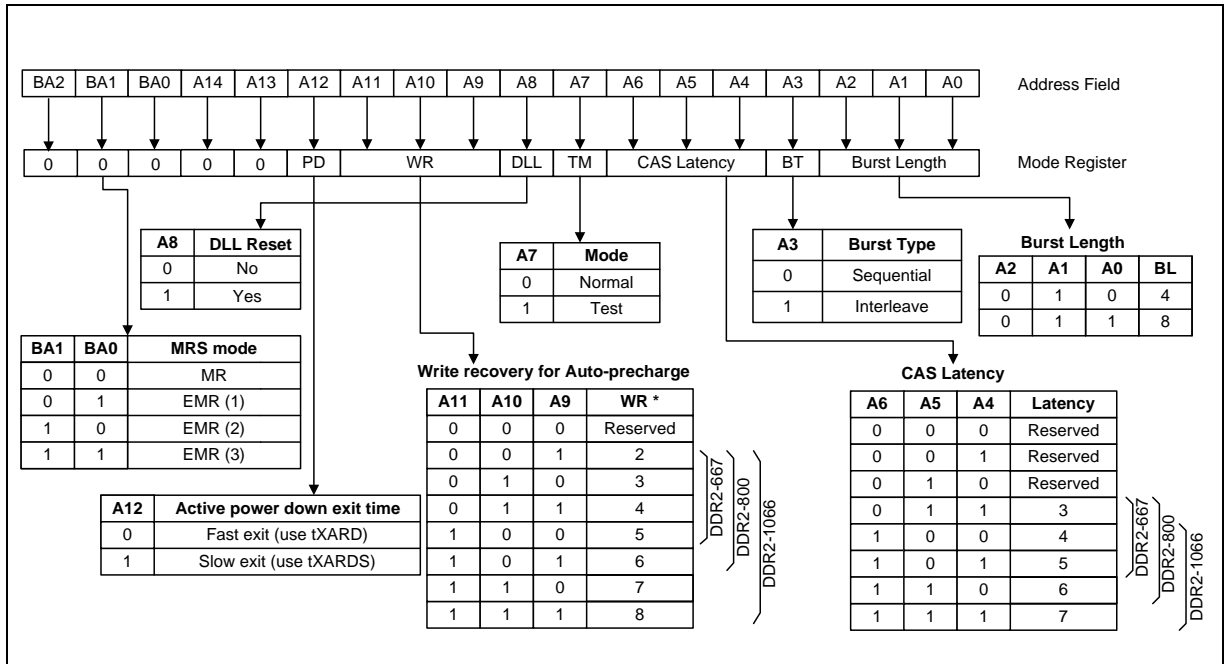 BA2 BA1 BA0 A14 A13 A12 A11 A10 A9 A8 A7 A6 A5 A4 A3 A2 A1 A0 Address Field
0 0 0 0 0 PD WR DLL TM CAS Latency BT Burst Length Mode Register
A8 DLL Reset
0 No
1 Yes
A7 Mode
0 Normal
1 Test
A3 Burst Type
0 Sequential
1 Interleave
Burst Length
A2 A1 A0 BL
0 1 0 4
0 1 1 8
BA1 BA0 MRS mode
0 0 MR
0 1 EMR (1)
1 0 EMR (2)
1 1 EMR (3)
A12 Active power down exit time
0 Fast exit (use tXARD)
1 Slow exit (use tXARDS)
Write recovery for Auto-precharge
A11 A10 A9 WR *
0 0 0 Reserved
0 0 1 2
0 1 0 3
0 1 1 4
1 0 0 5
1 0 1 6
1 1 0 7
1 1 1 8
DDR2-667
DDR2-800
DDR2-1066
CAS Latency
A6 A5 A4 Latency
0 0 0 Reserved
0 0 1 Reserved
0 1 0 Reserved
0 1 1 3
1 0 0 4
1 0 1 5
1 1 0 6
1 1 1 7
DDR2-667
DDR2-800
DDR2-1066